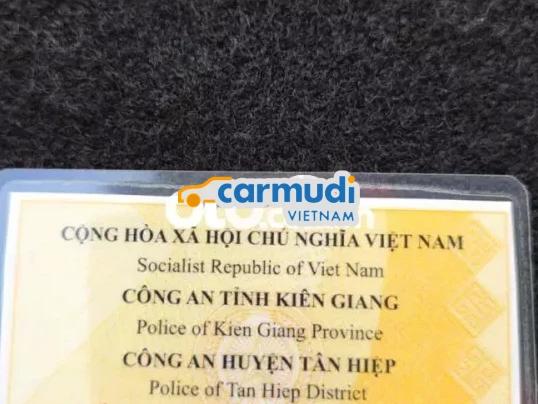 carmudi
VIETNAM
CỘNG HÒA XÃ HỘI CHỦ NGHĨA VIỆT NAM
Socialist Republic of Viet Nam
CÔNG AN TỈNH KIÊN GIANG
Police of Kien Giang Province
CÔNG AN HUYỆN TÂN HIỆP
Police of Tan Hiep District